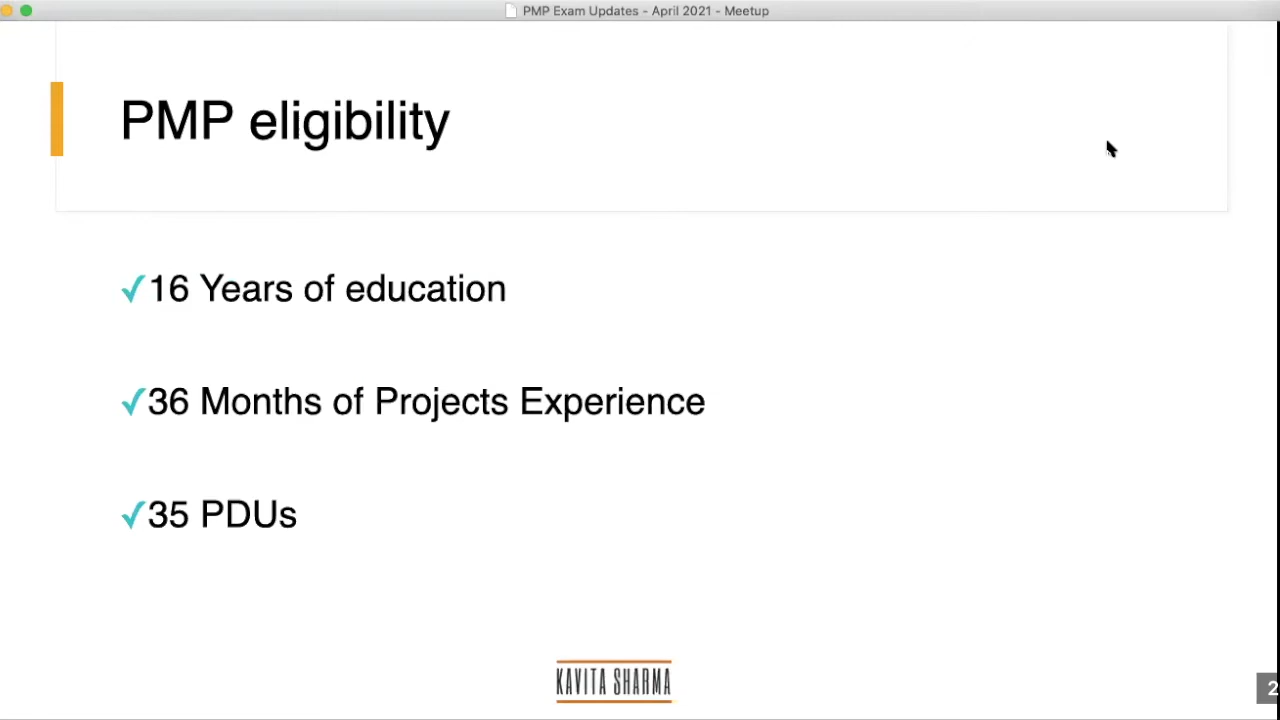 PMP Exam Updates - April 2021 - Meetup
PMP eligibility
✓16 Years of education
✓36 Months of Projects Experience
✓35 PDUs
KAVITA SHARMA
2